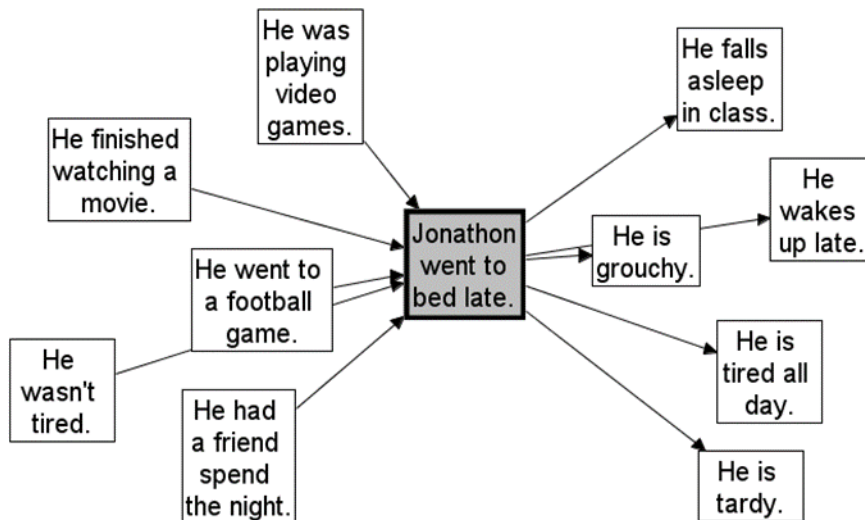 He was
playing
video
games.
He finished
watching a
movie.
He went to
a football
game.
He
wasn't
tired.
He had
a friend
spend
the night.
Jonathon
went to
bed late.
He falls
asleep
in class.
He
wakes
up late.
He is
grouchy.
He is
tired all
day.
He is
tardy.